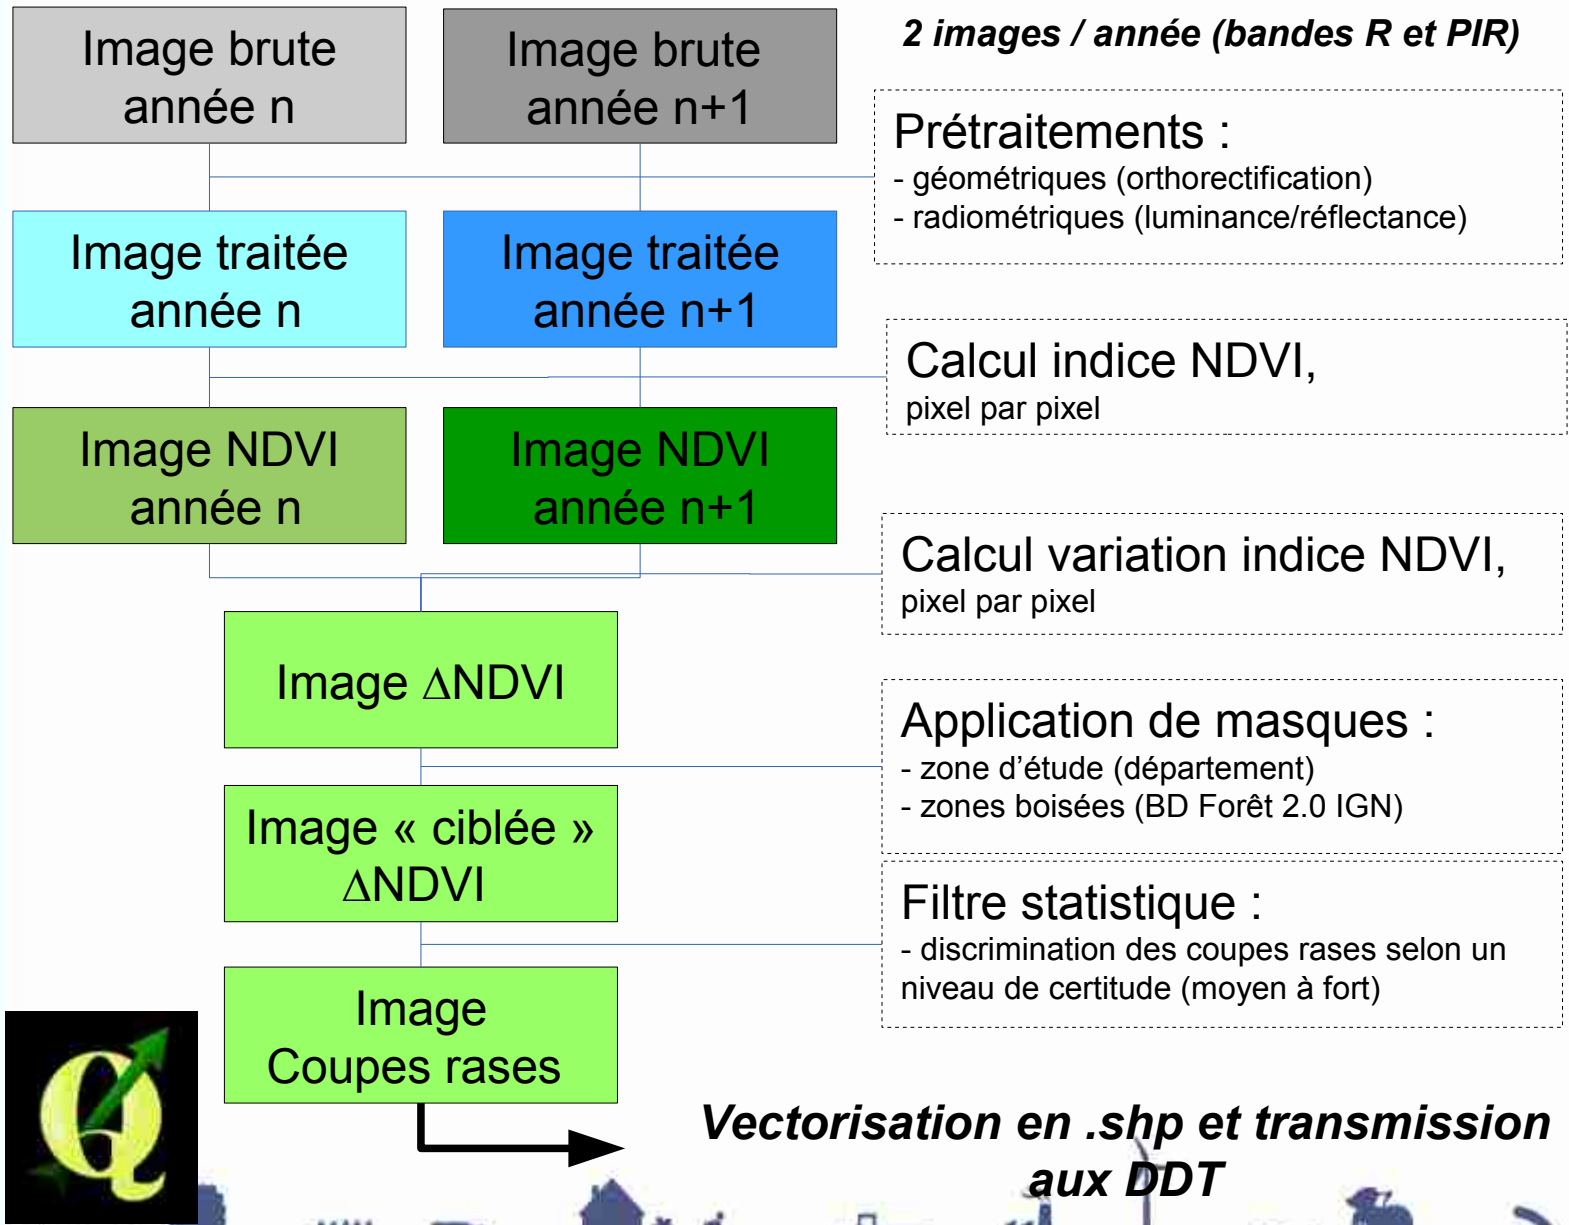 Image brute
année n
Image brute
année n+1
2 images / année (bandes R et PIR)
Prétraitements :
- géométriques (orthorectification)
- radiométriques (luminance/réflectance)
Image traitée
année n
Image traitée
année n+1
Calcul indice NDVI,
pixel par pixel
Image NDVI
année n
Image NDVI
année n+1
Calcul variation indice NDVI,
pixel par pixel
Image ∆NDVI
Application de masques :
- zone d’étude (département)
- zones boisées (BD Forêt 2.0 IGN)
Image « ciblée »
∆NDVI
Filtre statistique :
- discrimination des coupes rases selon un
niveau de certitude (moyen à fort)
Image
Coupes rases
Q
Vectorisation en .shp et transmission
aux DDT